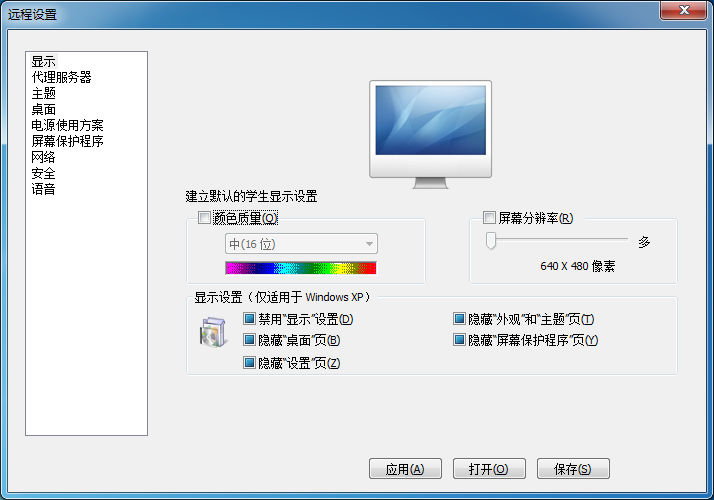 远程设置
显示
代理服务器
主题
桌面
电源使用方案
屏幕保护程序
网络
安全
语音
建立默认的学生显示设置
颜色质量(Q)
屏幕分辨率(R)
中(16 位)
多
640 X 480 像素
显示设置（仅适用于 Windows XP）
禁用“显示”设置(D)
隐藏“外观”和“主题”页(T)
隐藏“桌面”页(B)
隐藏“屏幕保护程序”页(Y)
隐藏“设置”页(Z)
应用(A)
打开(O)
保存(S)